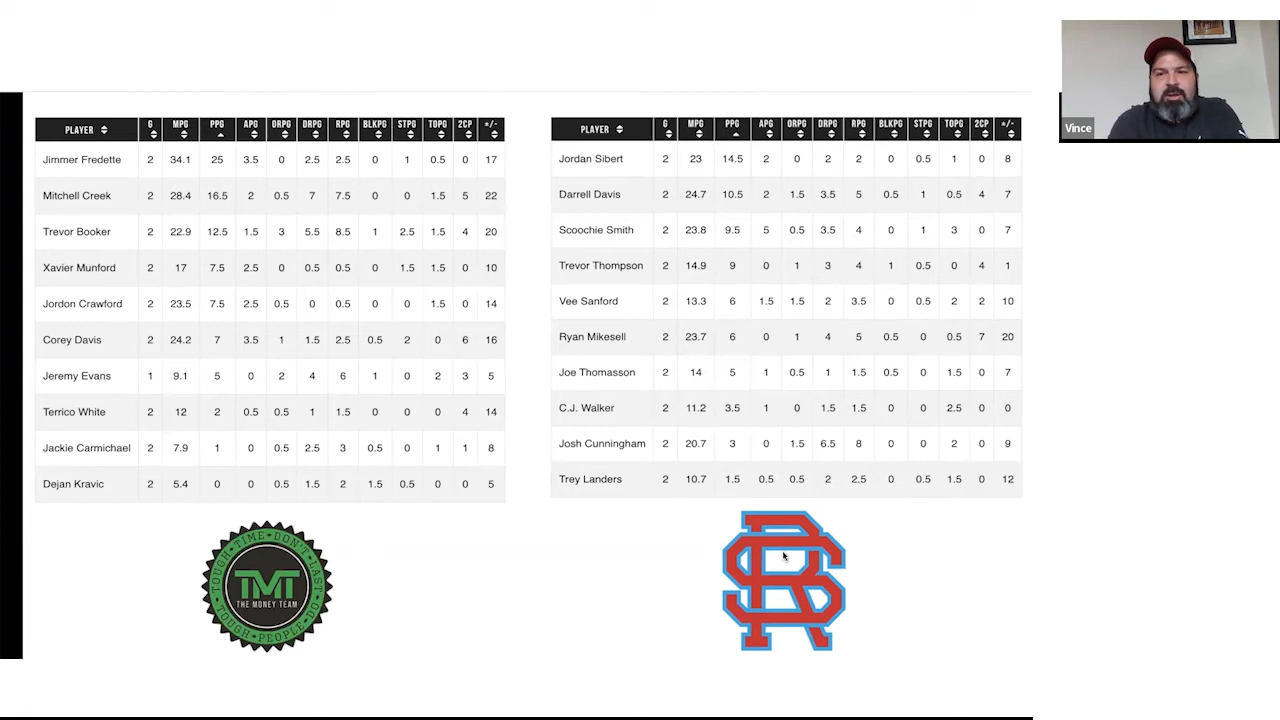 PLAYER G MPG PPG APG ORPG DRPG RPG BLKPG STPG TOPG 2CP +/-
Jimmer Fredette 2 34.1 25 3.5 0 2.5 2.5 0 1 0.5 0 17
Mitchell Creek 2 28.4 16.5 2 0.5 7 7.5 0 0 1.5 5 22
Trevor Booker 2 22.9 12.5 1.5 3 5.5 8.5 1 2.5 1.5 4 20
Xavier Munford 2 17 7.5 2.5 0 0.5 0.5 0 1.5 1.5 0 10
Jordon Crawford 2 23.5 7.5 2.5 0.5 0 0.5 0 0 1.5 0 14
Corey Davis 2 24.2 7 3.5 1 1.5 2.5 0.5 2 0 6 16
Jeremy Evans 1 9.1 5 0 2 4 6 1 0 2 3 5
Terrico White 2 12 2 0.5 0.5 1 1.5 0 0 0 4 14
Jackie Carmichael 2 7.9 1 0 0.5 2.5 3 0.5 0 1 1 8
Dejan Kravic 2 5.4 0 0 0.5 1.5 2 1.5 0.5 0 0 5
TOUGH·TIME·DON'T·LAST
TMT
THE MONEY TEAM
TOUGH·PEOPLE·DO
PLAYER G MPG PPG APG ORPG DRPG RPG BLKPG STPG TOPG 2CP +/-
Jordan Sibert 2 23 14.5 2 0 2 2 0 0.5 1 0 8
Darrell Davis 2 24.7 10.5 2 1.5 3.5 5 0.5 1 0.5 4 7
Scoochie Smith 2 23.8 9.5 5 0.5 3.5 4 0 1 3 0 7
Trevor Thompson 2 14.9 9 0 1 3 4 1 0.5 0 4 1
Vee Sanford 2 13.3 6 1.5 1.5 2 3.5 0 0.5 2 2 10
Ryan Mikesell 2 23.7 6 0 1 4 5 0.5 0 0.5 7 20
Joe Thomasson 2 14 5 1 0.5 1 1.5 0.5 0 1.5 0 7
C.J. Walker 2 11.2 3.5 1 0 1.5 1.5 0 0 2.5 0 0
Josh Cunningham 2 20.7 3 0 1.5 6.5 8 0 0 2 0 9
Trey Landers 2 10.7 1.5 0.5 0.5 2 2.5 0 0.5 1.5 0 12
RS
Vince